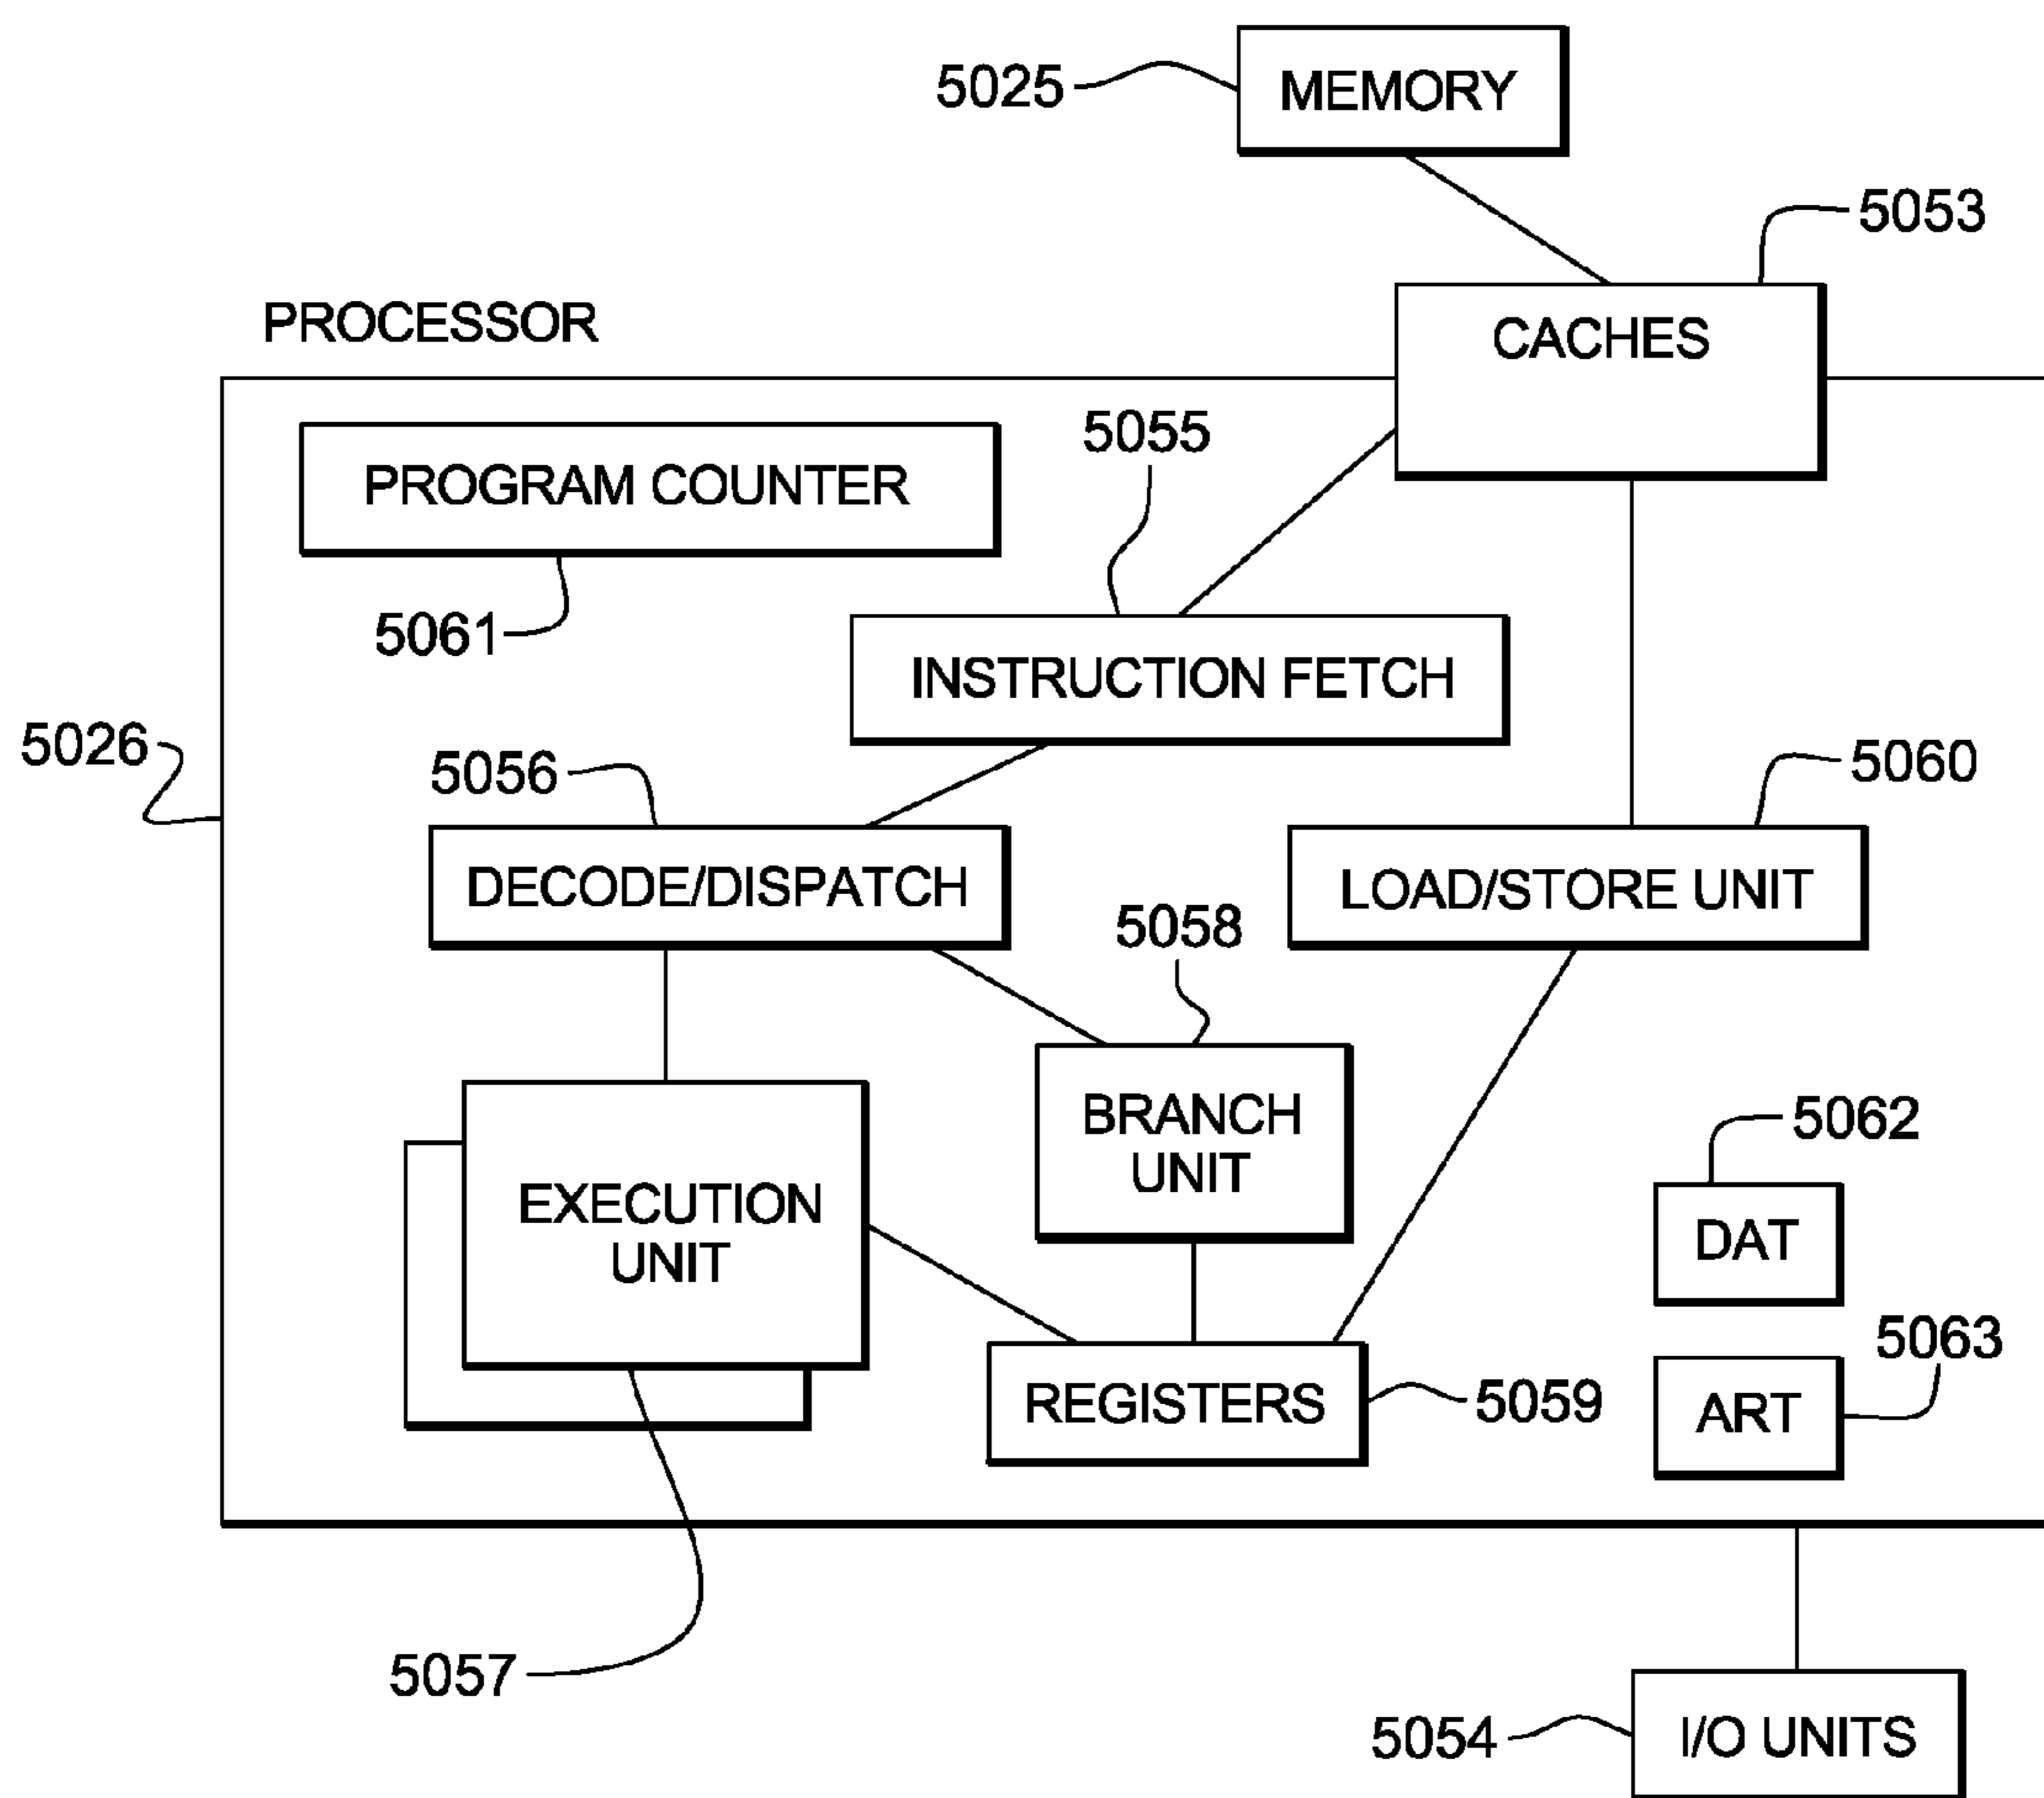 MEMORY
5025
5053
CACHES
PROCESSOR
5055
PROGRAM COUNTER
5061
INSTRUCTION FETCH
5026
5056
5060
DECODE/DISPATCH
LOAD/STORE UNIT
5058
BRANCH
UNIT
5062
EXECUTION
UNIT
DAT
5063
REGISTERS
5059
ART
5057
5054
I/O UNITS